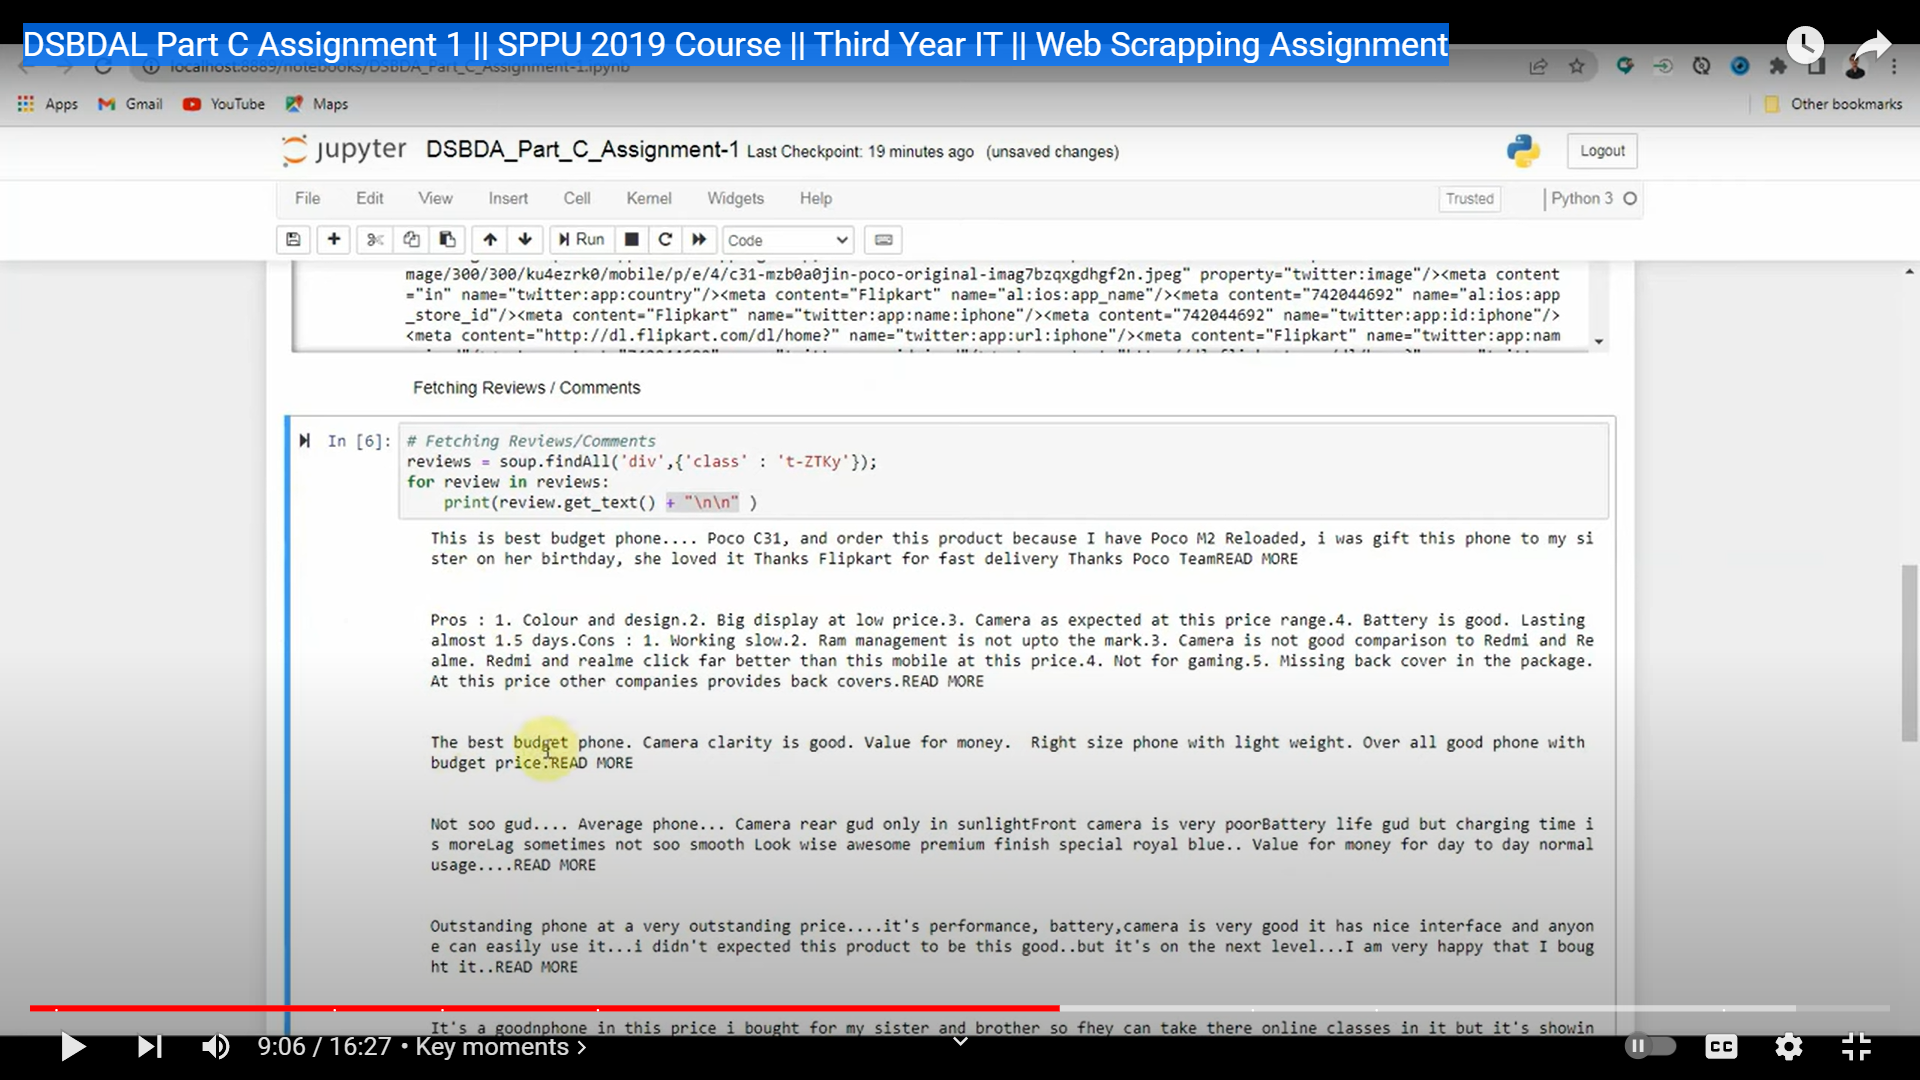 DSBDAL Part C Assignment 1 || SPPU 2019 Course || Third Year IT || Web Scrapping Assignment
localhost:8889/notebooks/DSBDA_Part_C_Assignment-1.ipynb
Apps Gmail YouTube Maps Other bookmarks
jupyter DSBDA_Part_C_Assignment-1 Last Checkpoint: 19 minutes ago (unsaved changes) Logout
File Edit View Insert Cell Kernel Widgets Help Trusted Python 3
Run Code
mage/300/300/ku4ezrk0/mobile/p/e/4/c31-mzb0a0jin-poco-original-imag7bzqxgdhgf2n.jpeg" property="twitter:image"/><meta content
="in" name="twitter:app:country"/><meta content="Flipkart" name="al:ios:app_name"/><meta content="742044692" name="al:ios:app
_store_id"/><meta content="Flipkart" name="twitter:app:name:iphone"/><meta content="742044692" name="twitter:app:id:iphone"/>
<meta content="http://dl.flipkart.com/dl/home?" name="twitter:app:url:iphone"/><meta content="Flipkart" name="twitter:app:nam
Fetching Reviews / Comments
In [6]: # Fetching Reviews/Comments
reviews = soup.findAll('div',{'class' : 't-ZTKy'});
for review in reviews:
print(review.get_text() + "\n\n" )
This is best budget phone.... Poco C31, and order this product because I have Poco M2 Reloaded, i was gift this phone to my si
ster on her birthday, she loved it Thanks Flipkart for fast delivery Thanks Poco TeamREAD MORE
Pros : 1. Colour and design.2. Big display at low price.3. Camera as expected at this price range.4. Battery is good. Lasting
almost 1.5 days.Cons : 1. Working slow.2. Ram management is not upto the mark.3. Camera is not good comparison to Redmi and Re
alme. Redmi and realme click far better than this mobile at this price.4. Not for gaming.5. Missing back cover in the package.
At this price other companies provides back covers.READ MORE
The best budget phone. Camera clarity is good. Value for money.  Right size phone with light weight. Over all good phone with
budget price.READ MORE
Not soo gud.... Average phone... Camera rear gud only in sunlightFront camera is very poorBattery life gud but charging time i
s moreLag sometimes not soo smooth Look wise awesome premium finish special royal blue.. Value for money for day to day normal
usage....READ MORE
Outstanding phone at a very outstanding price....it's performance, battery,camera is very good it has nice interface and anyon
e can easily use it...i didn't expected this product to be this good..but it's on the next level...I am very happy that I boug
ht it..READ MORE
It's a goodnphone in this price i bought for my sister and brother so fhey can take there online classes in it but it's showin
9:06 / 16:27 • Key moments
CC